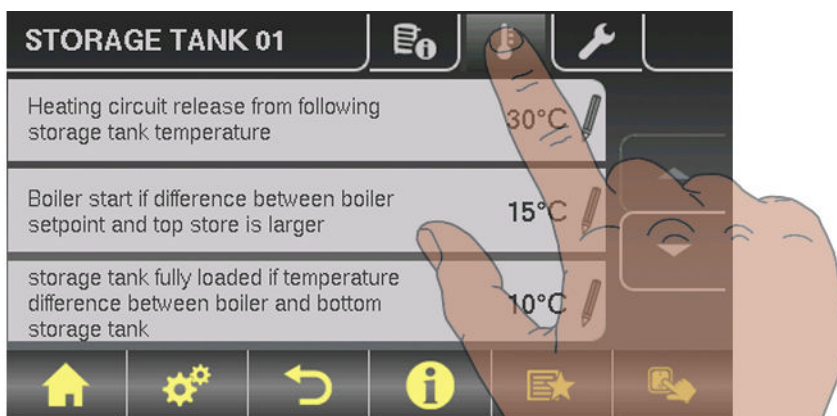 STORAGE TANK 01
Heating circuit release from following
storage tank temperature
30°C
Boiler start if difference between boiler
setpoint and top store is larger
15°C
storage tank fully loaded if temperature
difference between boiler and bottom
storage tank
10°C